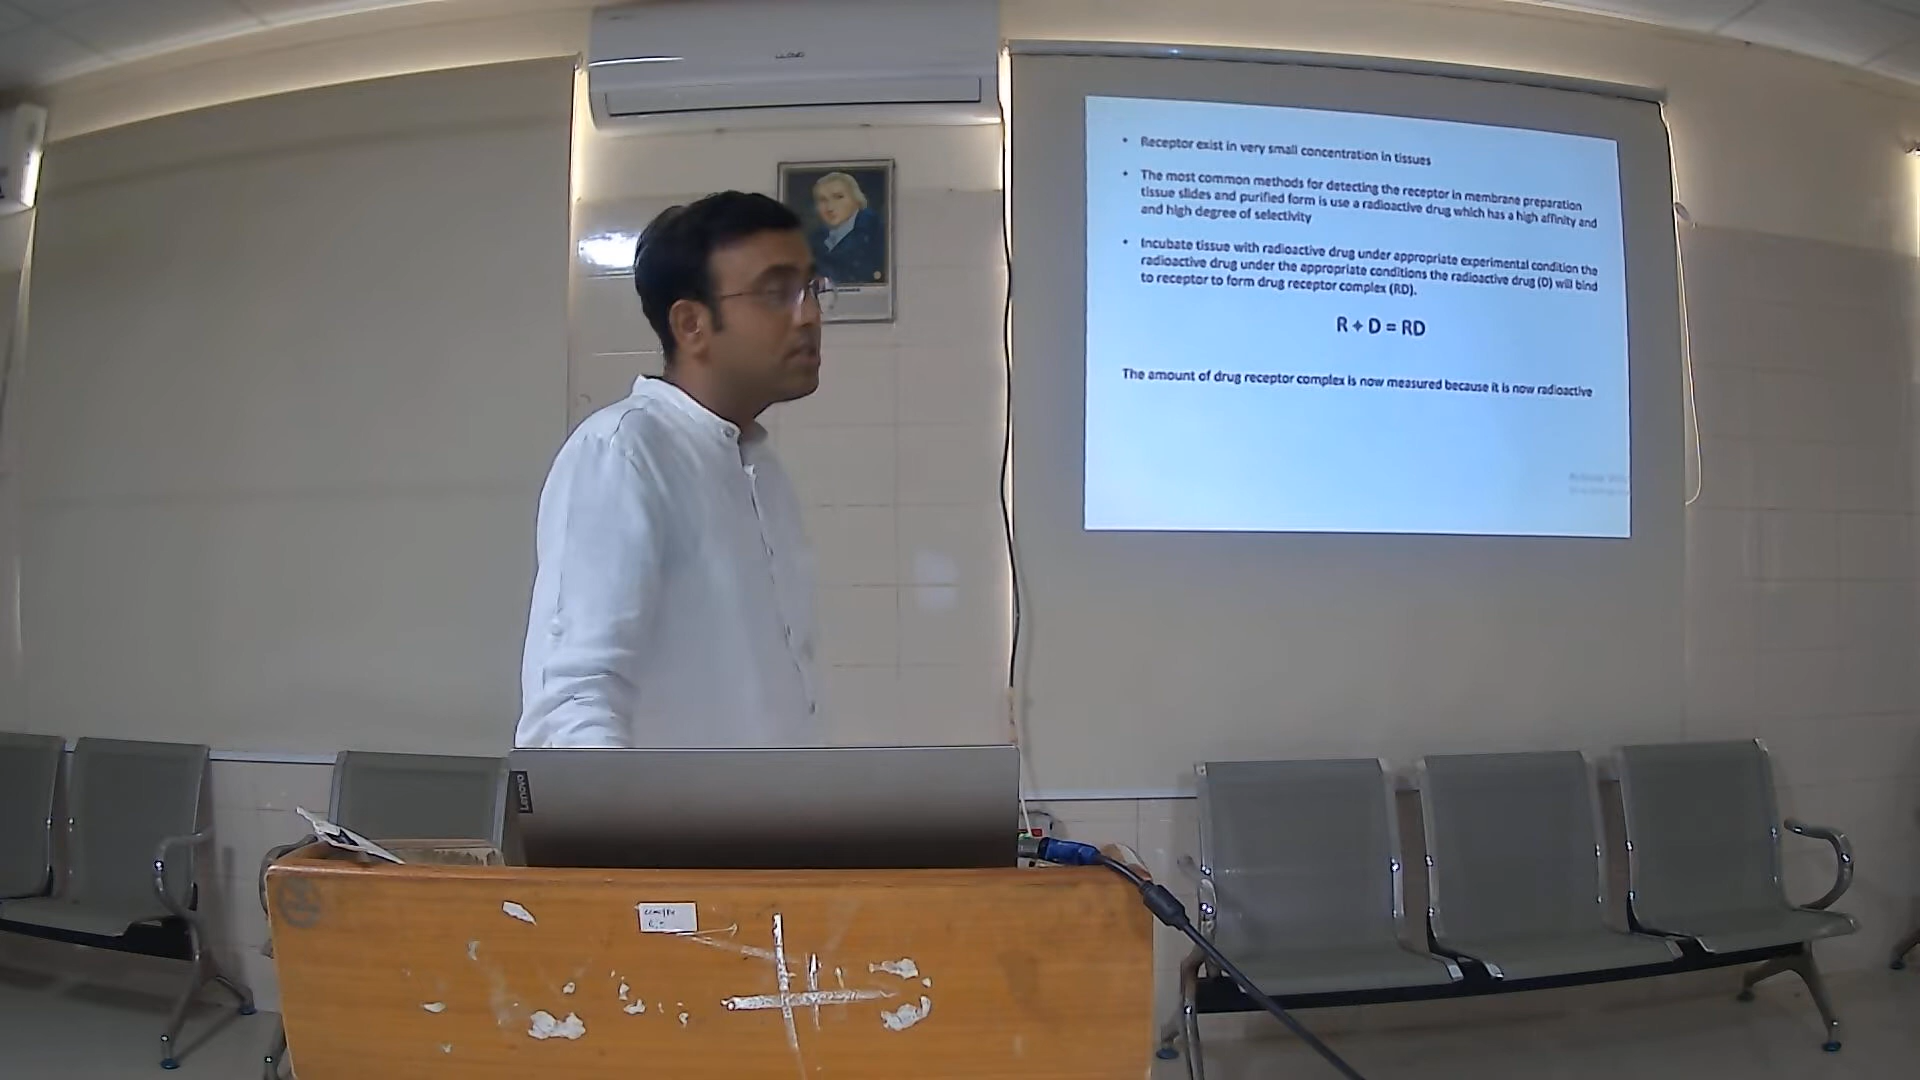 LLOYD
• Receptor exist in very small concentration in tissues
• The most common methods for detecting the receptor in membrane preparation
tissue slides and purified form is use a radioactive drug which has a high affinity and
and high degree of selectivity
• Incubate tissue with radioactive drug under appropriate experimental condition the
radioactive drug under the appropriate conditions the radioactive drug (D) will bind
to receptor to form drug receptor complex (RD).
R + D = RD
The amount of drug receptor complex is now measured because it is now radioactive
Lenovo